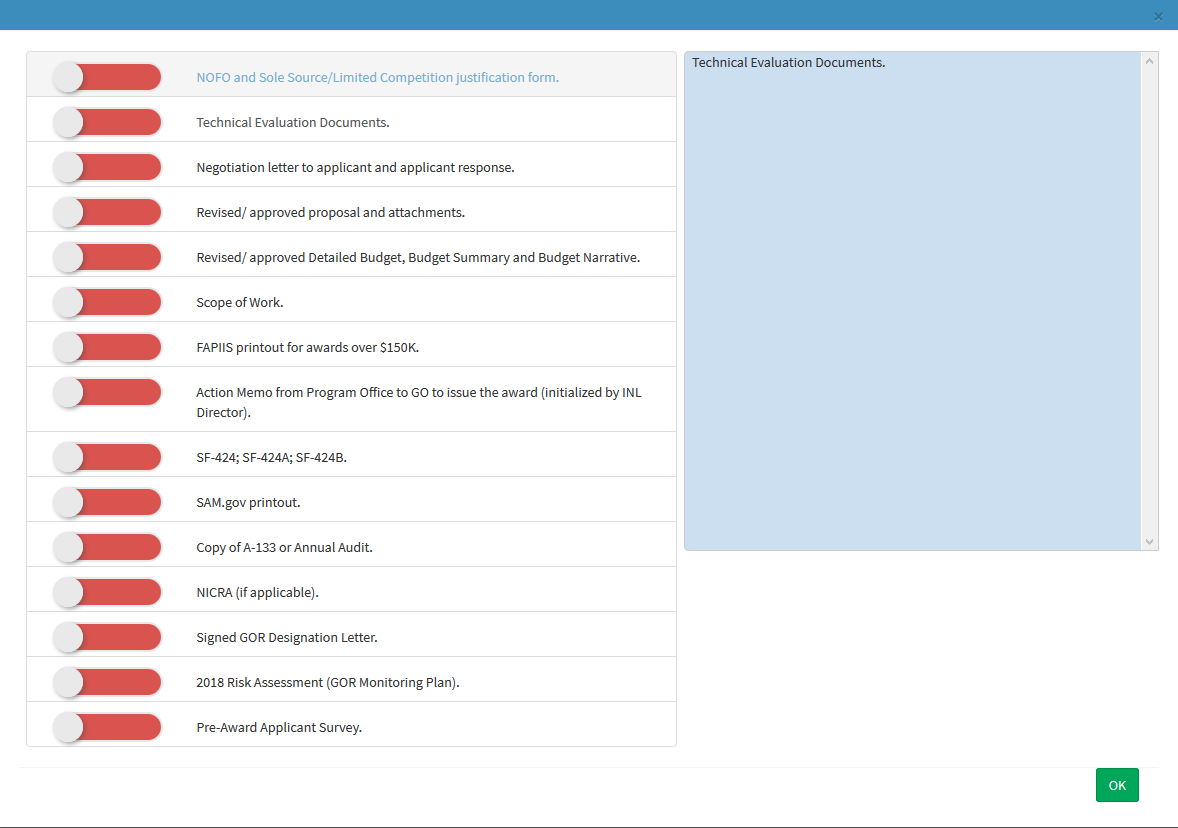 ×
NOFO and Sole Source/Limited Competition justification form.
Technical Evaluation Documents.
Negotiation letter to applicant and applicant response.
Revised/ approved proposal and attachments.
Revised/ approved Detailed Budget, Budget Summary and Budget Narrative.
Scope of Work.
FAPIIS printout for awards over $150K.
Action Memo from Program Office to GO to issue the award (initialized by INL
Director).
SF-424; SF-424A; SF-424B.
SAM.gov printout.
Copy of A-133 or Annual Audit.
NICRA (if applicable).
Signed GOR Designation Letter.
2018 Risk Assessment (GOR Monitoring Plan).
Pre-Award Applicant Survey.
Technical Evaluation Documents.
OK